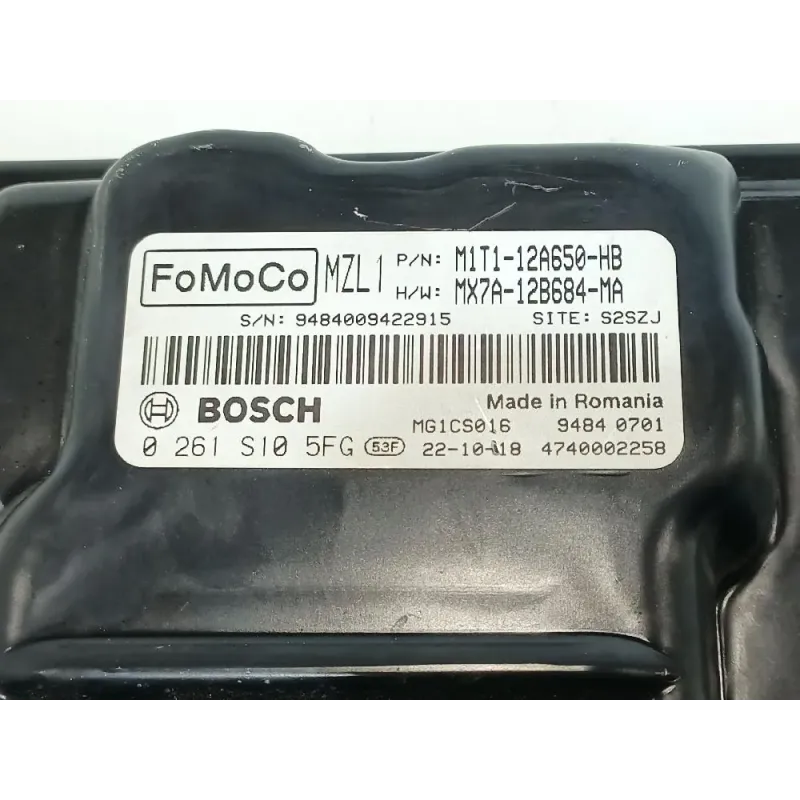 FoMoCo MZL1 P/N: M1T1-12A650-HB
H/W: MX7A-12B684-MA
S/N: 9484009422915 SITE: S2SZJ
BOSCH Made in Romania
MG1CS016 9484 0701
0 261 S10 5FG 53F 22-10-18 4740002258